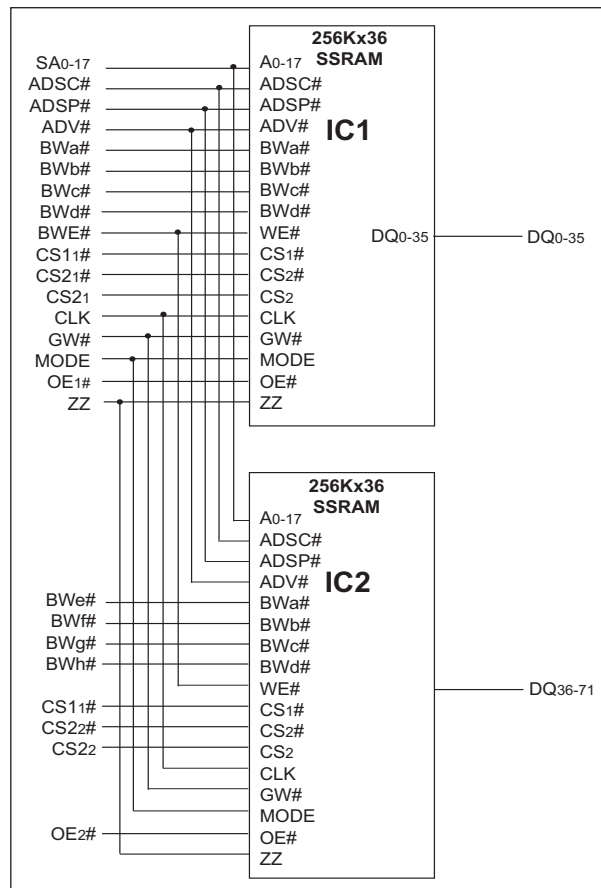 256Kx36
SSRAM
IC1
SA0-17 A0-17
ADSC# ADSC#
ADSP# ADSP#
ADV# ADV#
BWa# BWa#
BWb# BWb#
BWc# BWc#
BWd# BWd#
BWE# WE# DQ0-35 DQ0-35
CS11# CS1#
CS21# CS2#
CS21 CS2
CLK CLK
GW# GW#
MODE MODE
OE1# OE#
ZZ ZZ
256Kx36
SSRAM
IC2
A0-17
ADSC#
ADSP#
ADV#
BWe# BWa#
BWf# BWb#
BWg# BWc#
BWh# BWd#
WE# DQ36-71
CS11# CS1#
CS22# CS2#
CS22 CS2
CLK
GW#
MODE
OE2# OE#
ZZ